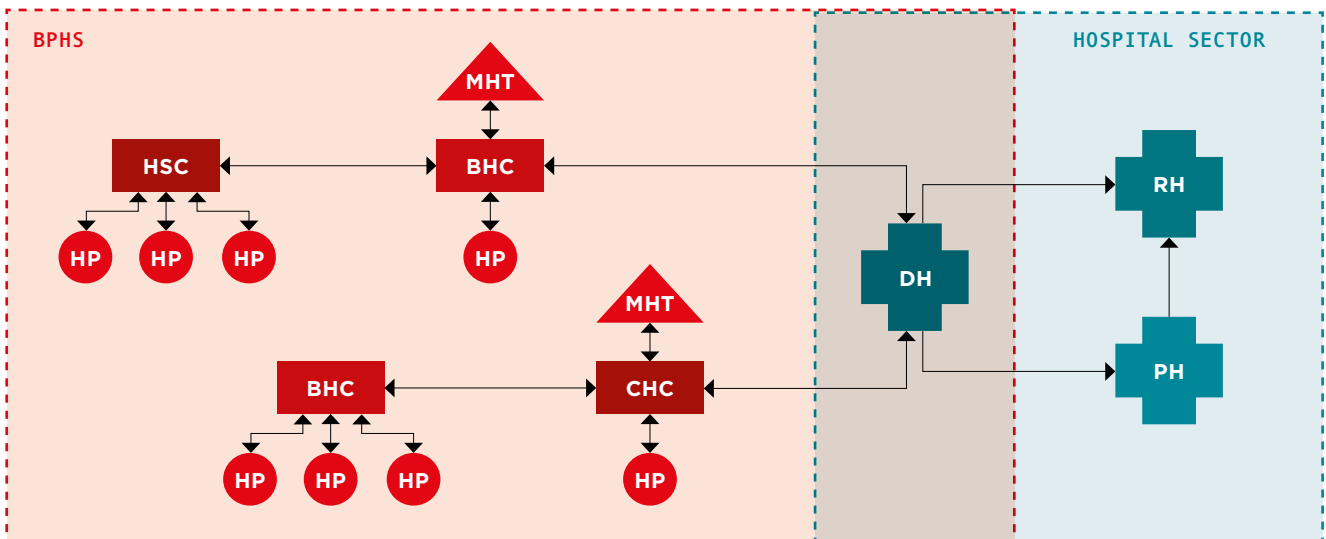 BPHS
HOSPITAL SECTOR
MHT
HSC
BHC
RH
HP
HP
HP
HP
DH
MHT
PH
BHC
CHC
HP
HP
HP
HP